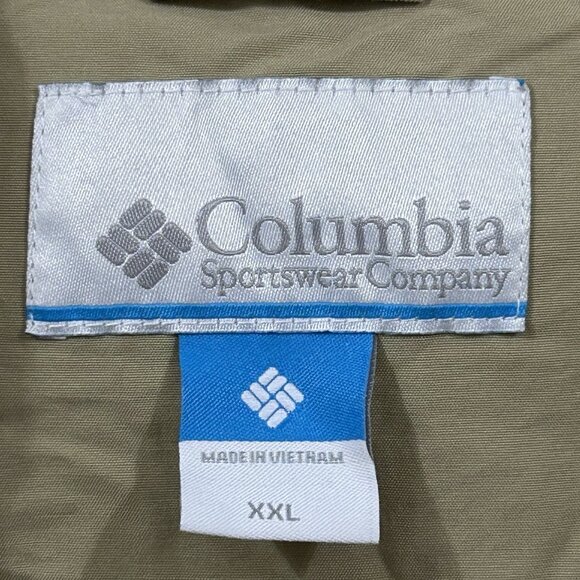 Columbia
Sportswear Company
MADE IN VIETNAM
XXL